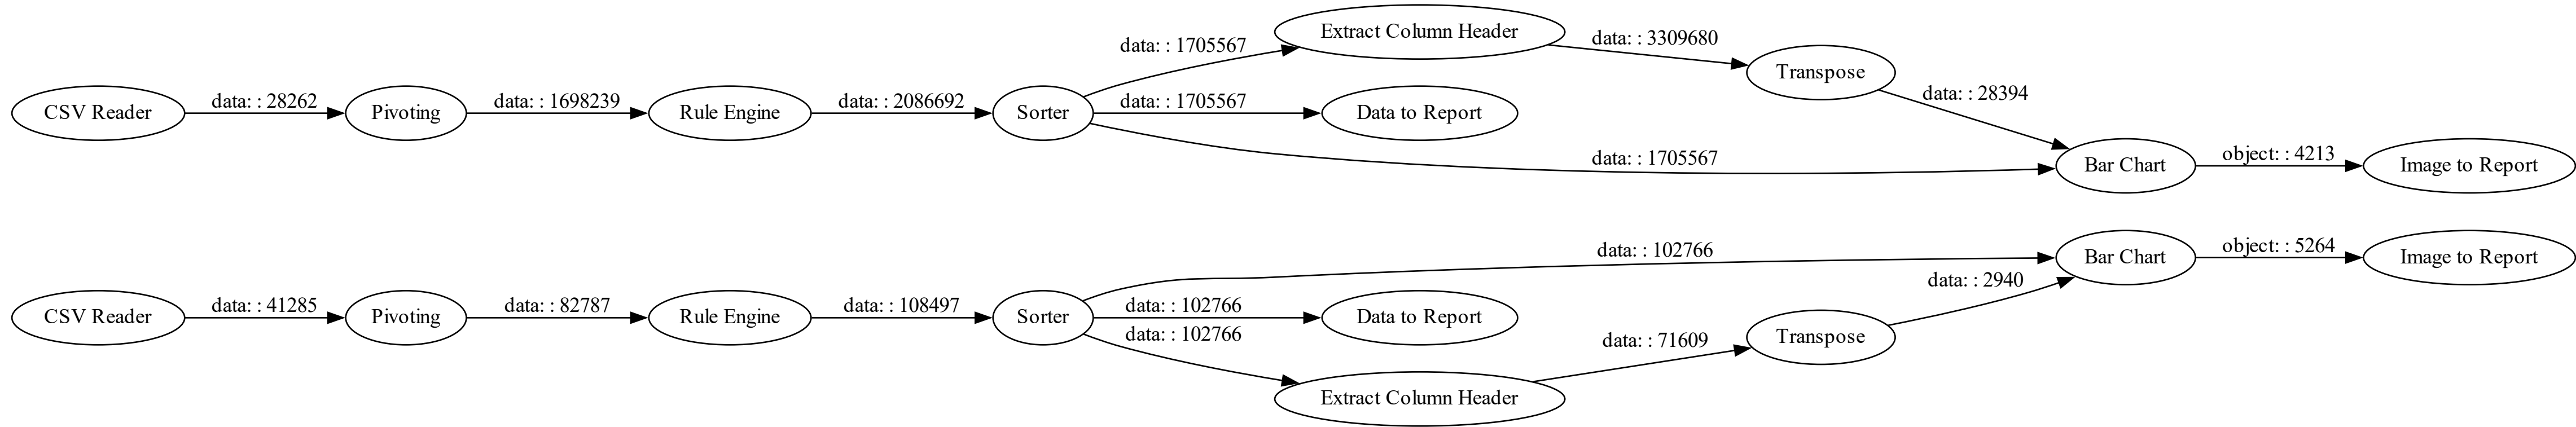 CSV Reader
data: : 28262
Pivoting
data: : 1698239
Rule Engine
data: : 2086692
Sorter
data: : 1705567
Extract Column Header
data: : 3309680
Transpose
data: : 28394
data: : 1705567
Data to Report
data: : 1705567
Bar Chart
object: : 4213
Image to Report
CSV Reader
data: : 41285
Pivoting
data: : 82787
Rule Engine
data: : 108497
Sorter
data: : 102766
Bar Chart
object: : 5264
Image to Report
data: : 102766
Data to Report
data: : 102766
Extract Column Header
data: : 71609
Transpose
data: : 2940